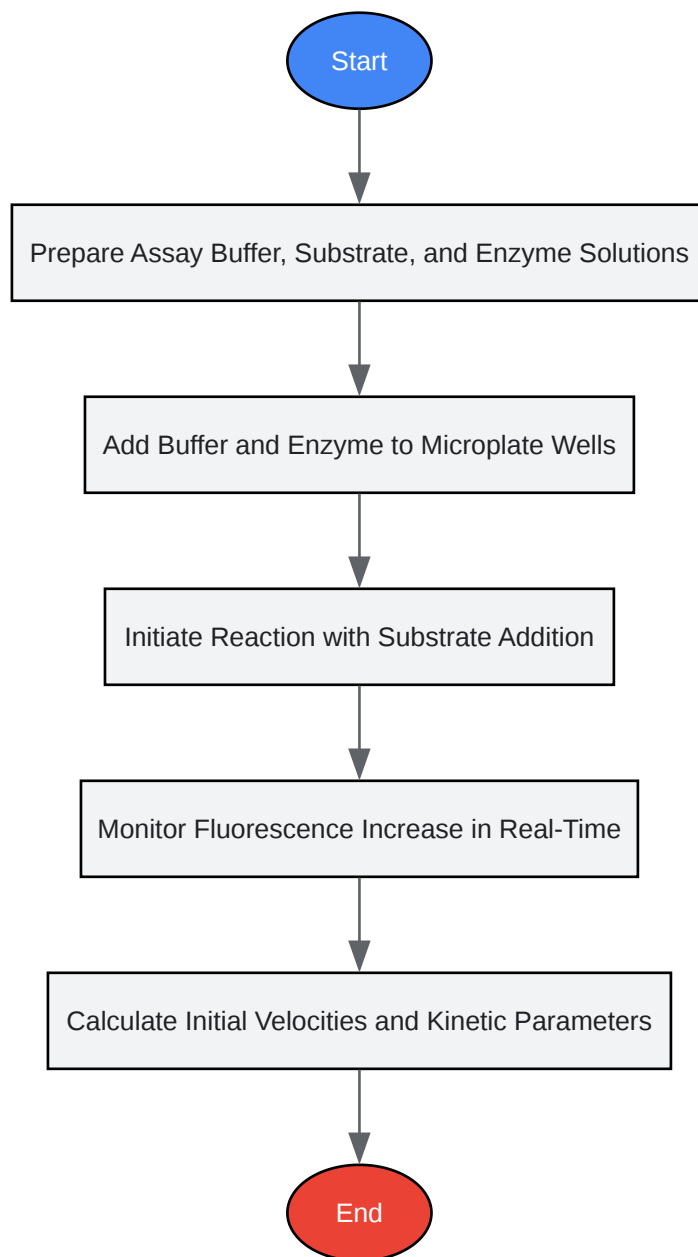 Start
Prepare Assay Buffer, Substrate, and Enzyme Solutions
Add Buffer and Enzyme to Microplate Wells
Initiate Reaction with Substrate Addition
Monitor Fluorescence Increase in Real-Time
Calculate Initial Velocities and Kinetic Parameters
End